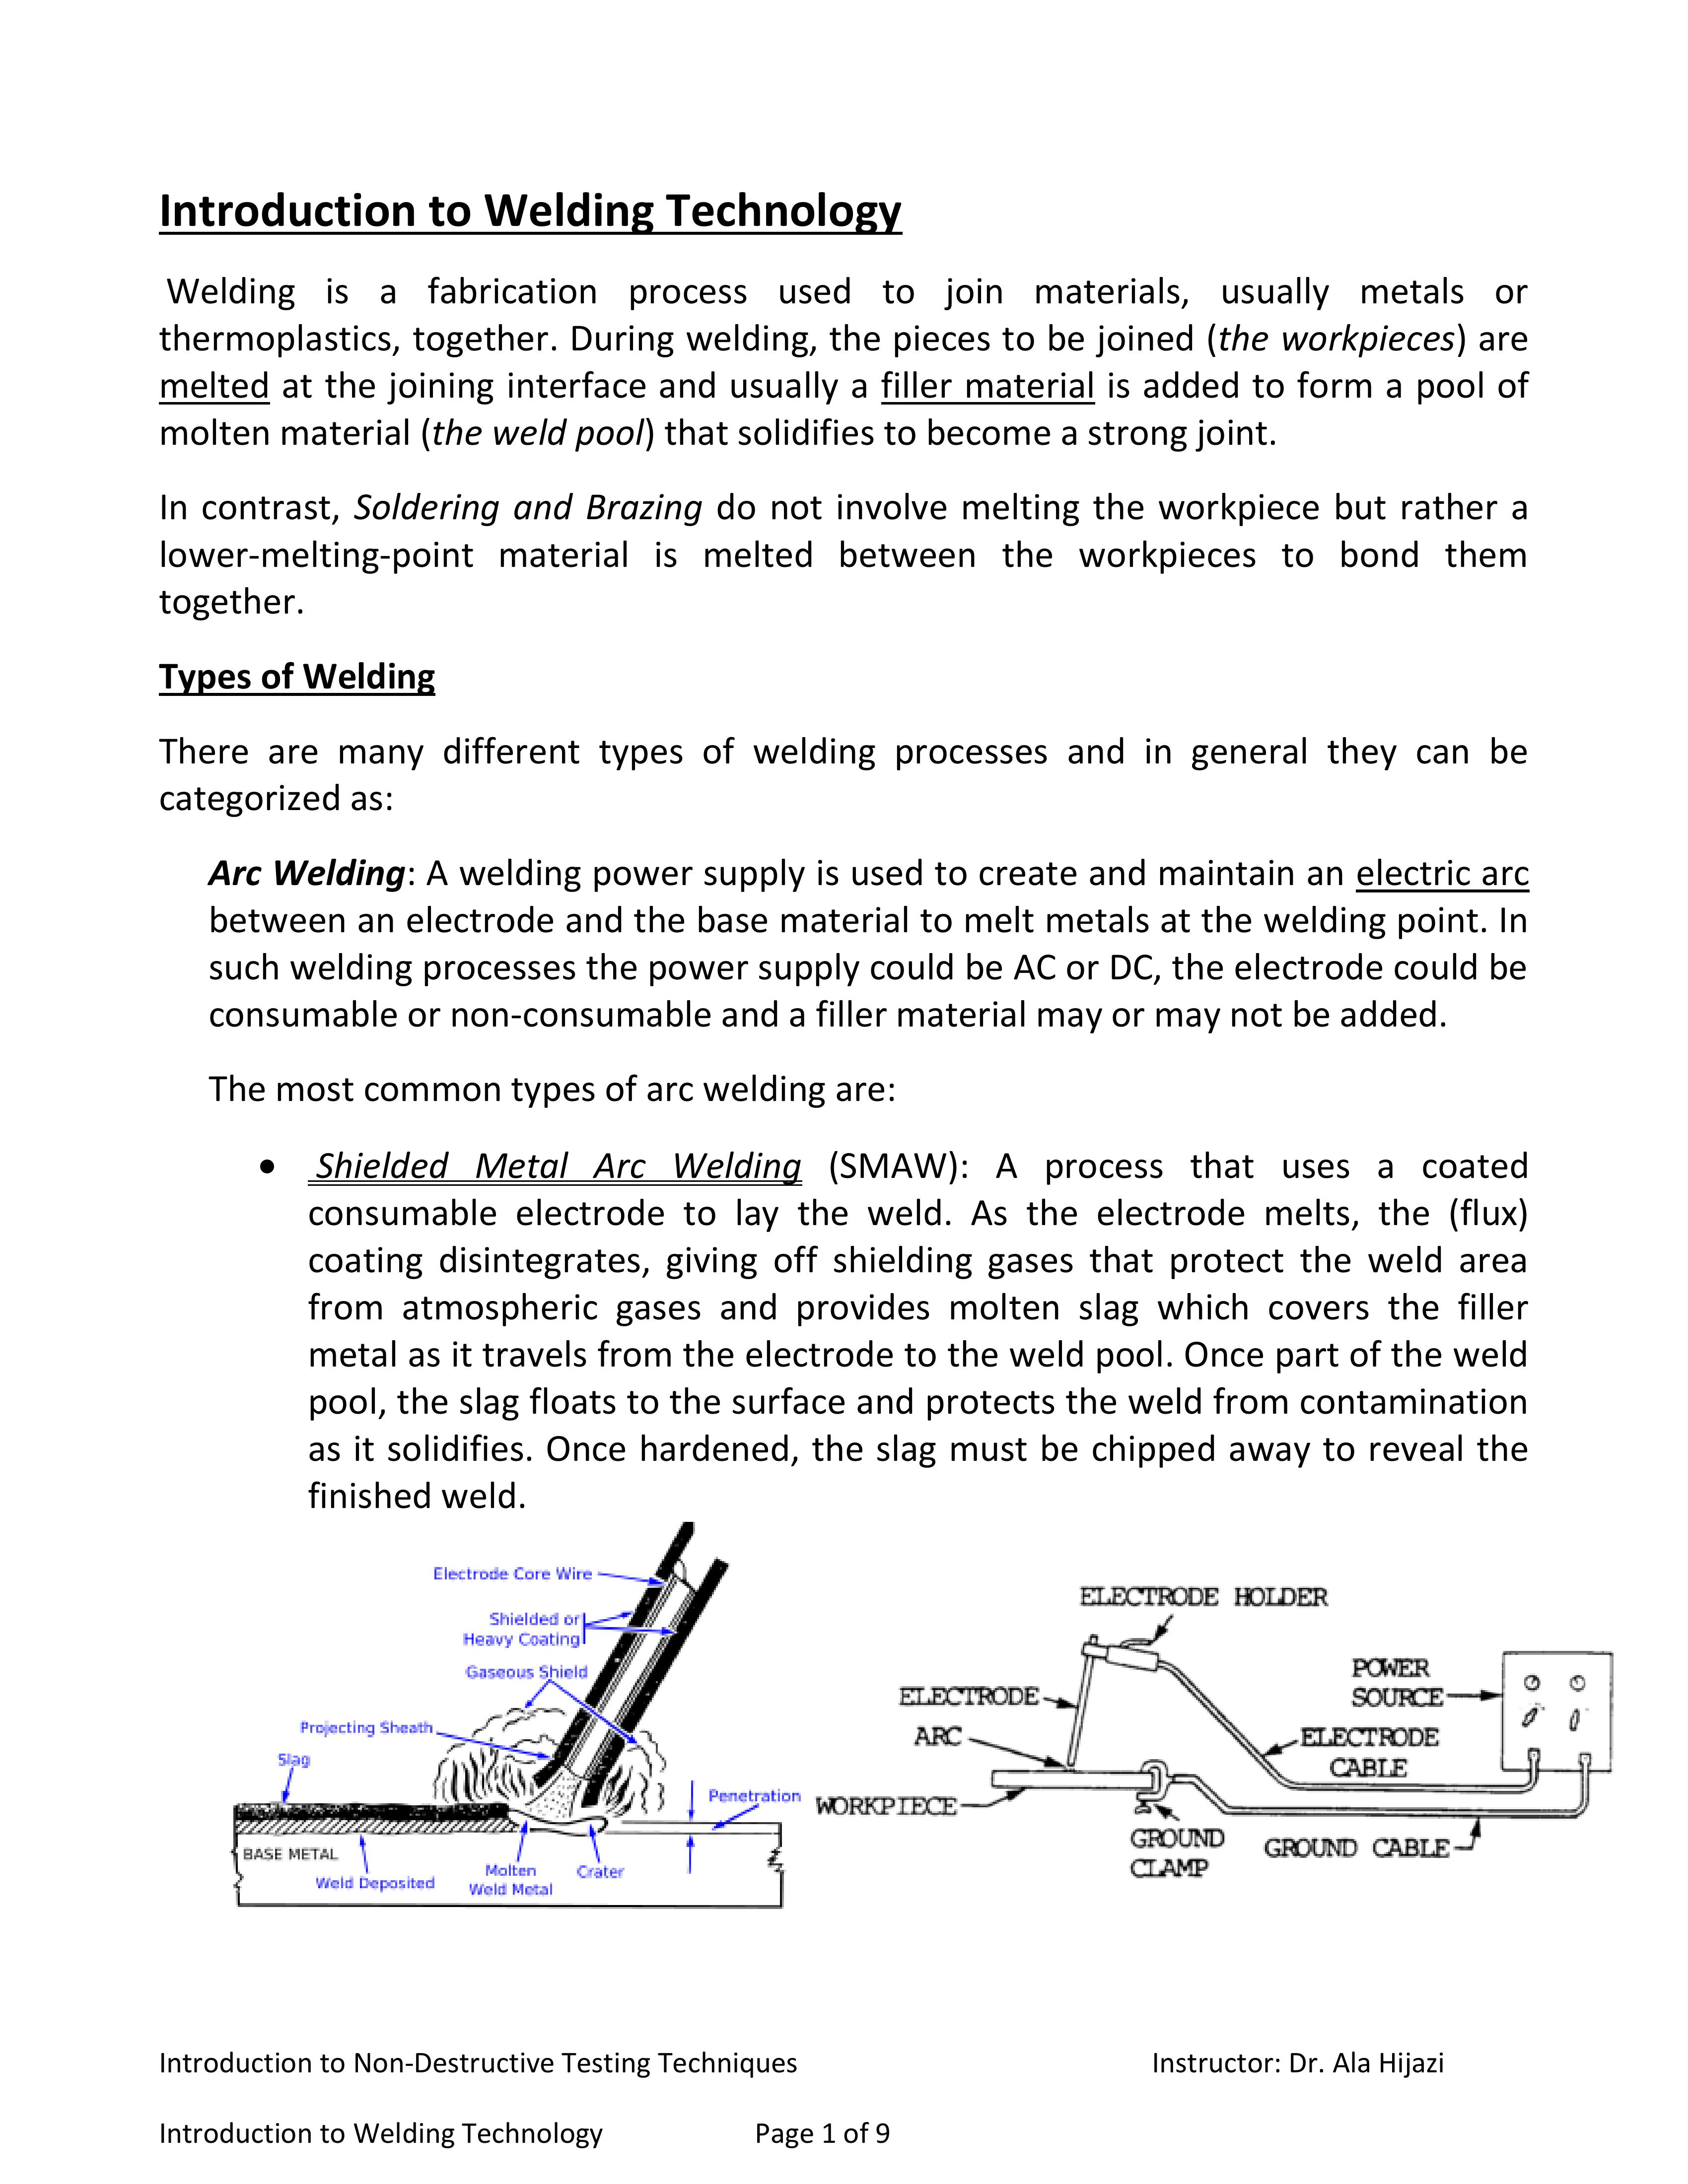 Introduction to Welding Technology
Welding is a fabrication process used to join materials, usually metals or
thermoplastics, together. During welding, the pieces to be joined (the workpieces) are
melted at the joining interface and usually a filler material is added to form a pool of
molten material (the weld pool) that solidifies to become a strong joint.
In contrast, Soldering and Brazing do not involve melting the workpiece but rather a
lower-melting-point material is melted between the workpieces to bond them
together.
Types of Welding
There are many different types of welding processes and in general they can be
categorized as:
Arc Welding: A welding power supply is used to create and maintain an electric arc
between an electrode and the base material to melt metals at the welding point. In
such welding processes the power supply could be AC or DC, the electrode could be
consumable or non-consumable and a filler material may or may not be added.
The most common types of arc welding are:
• Shielded Metal Arc Welding (SMAW): A process that uses a coated
consumable electrode to lay the weld. As the electrode melts, the (flux)
coating disintegrates, giving off shielding gases that protect the weld area
from atmospheric gases and provides molten slag which covers the filler
metal as it travels from the electrode to the weld pool. Once part of the weld
pool, the slag floats to the surface and protects the weld from contamination
as it solidifies. Once hardened, the slag must be chipped away to reveal the
finished weld.
Electrode Core Wire
Shielded or
Heavy Coating
Gaseous Shield
Projecting Sheath
Slag
Penetration
BASE METAL
Weld Deposited
Molten
Weld Metal
Crater
ELECTRODE HOLDER
POWER
SOURCE
ELECTRODE
ARC
ELECTRODE
CABLE
WORKPIECE
GROUND
CLAMP
GROUND CABLE
Introduction to Non-Destructive Testing Techniques Instructor: Dr. Ala Hijazi
Introduction to Welding Technology Page 1 of 9